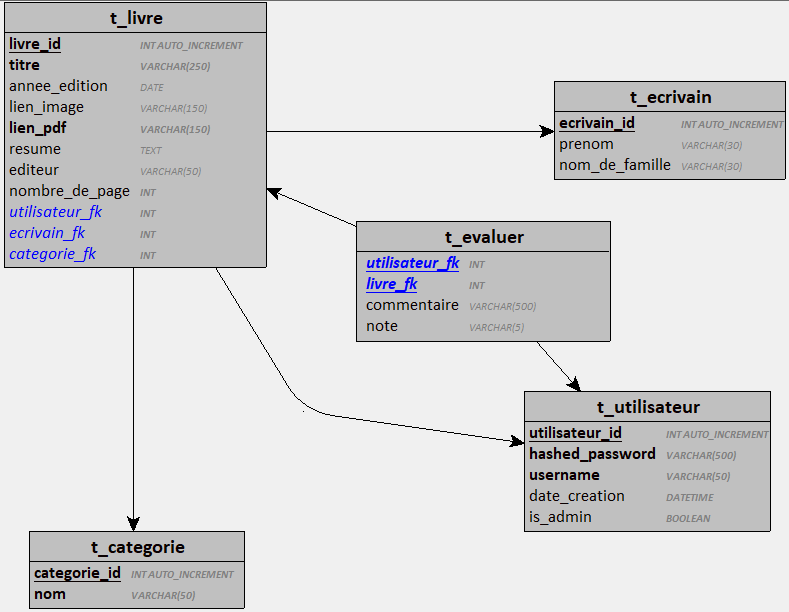 t_livre
livre_id INT AUTO_INCREMENT
titre VARCHAR(250)
annee_edition DATE
lien_image VARCHAR(150)
lien_pdf VARCHAR(150)
resume TEXT
editeur VARCHAR(50)
nombre_de_page INT
utilisateur_fk INT
ecrivain_fk INT
categorie_fk INT
t_ecrivain
ecrivain_id INT AUTO_INCREMENT
prenom VARCHAR(30)
nom_de_famille VARCHAR(30)
t_evaluer
utilisateur_fk INT
livre_fk INT
commentaire VARCHAR(500)
note VARCHAR(5)
t_utilisateur
utilisateur_id INT AUTO_INCREMENT
hashed_password VARCHAR(500)
username VARCHAR(50)
date_creation DATETIME
is_admin BOOLEAN
t_categorie
categorie_id INT AUTO_INCREMENT
nom VARCHAR(50)